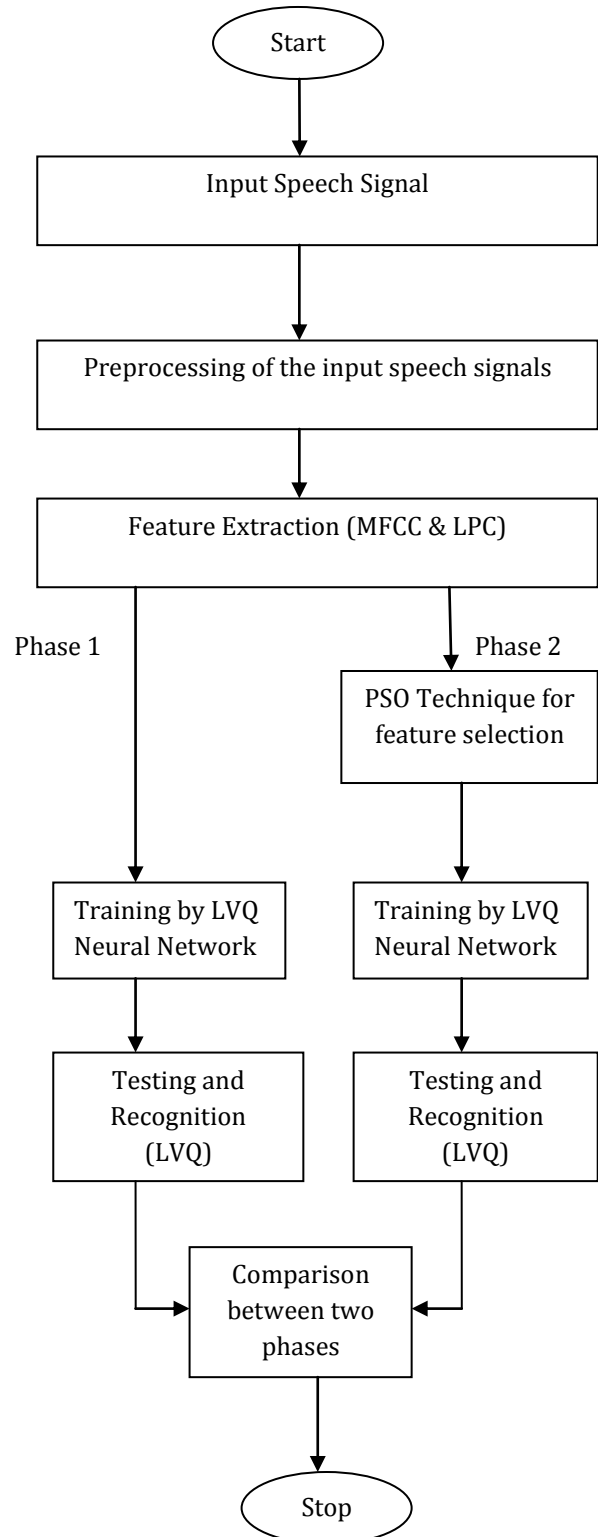 Start
Input Speech Signal
Preprocessing of the input speech signals
Feature Extraction (MFCC & LPC)
Phase 1
Phase 2
PSO Technique for
feature selection
Training by LVQ
Neural Network
Training by LVQ
Neural Network
Testing and
Recognition
(LVQ)
Testing and
Recognition
(LVQ)
Comparison
between two
phases
Stop